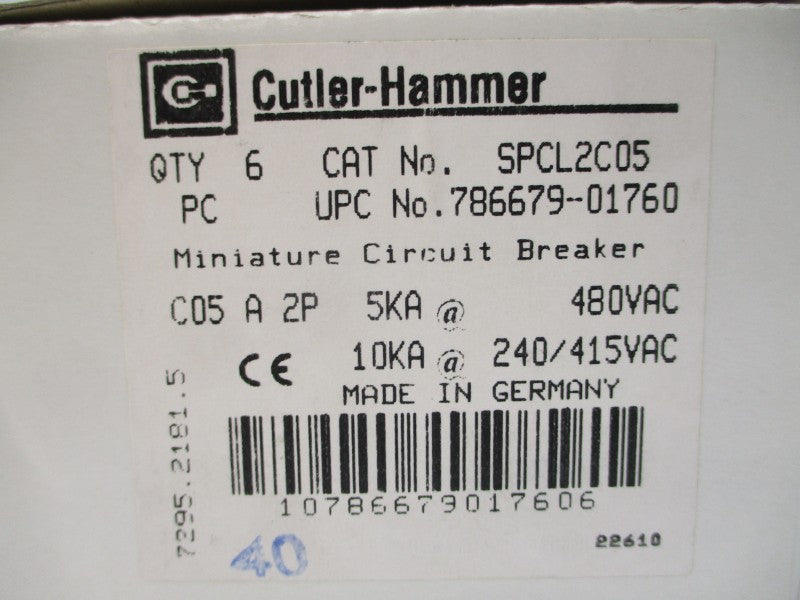 Cutler-Hammer
QTY 6 CAT No. SPCL2C05
PC UPC No.786679-01760
Miniature Circuit Breaker
C05 A 2P 5KA @ 480VAC
CE 10KA @ 240/415VAC
MADE IN GERMANY
7295.2181.5
10786679017606
40
22610